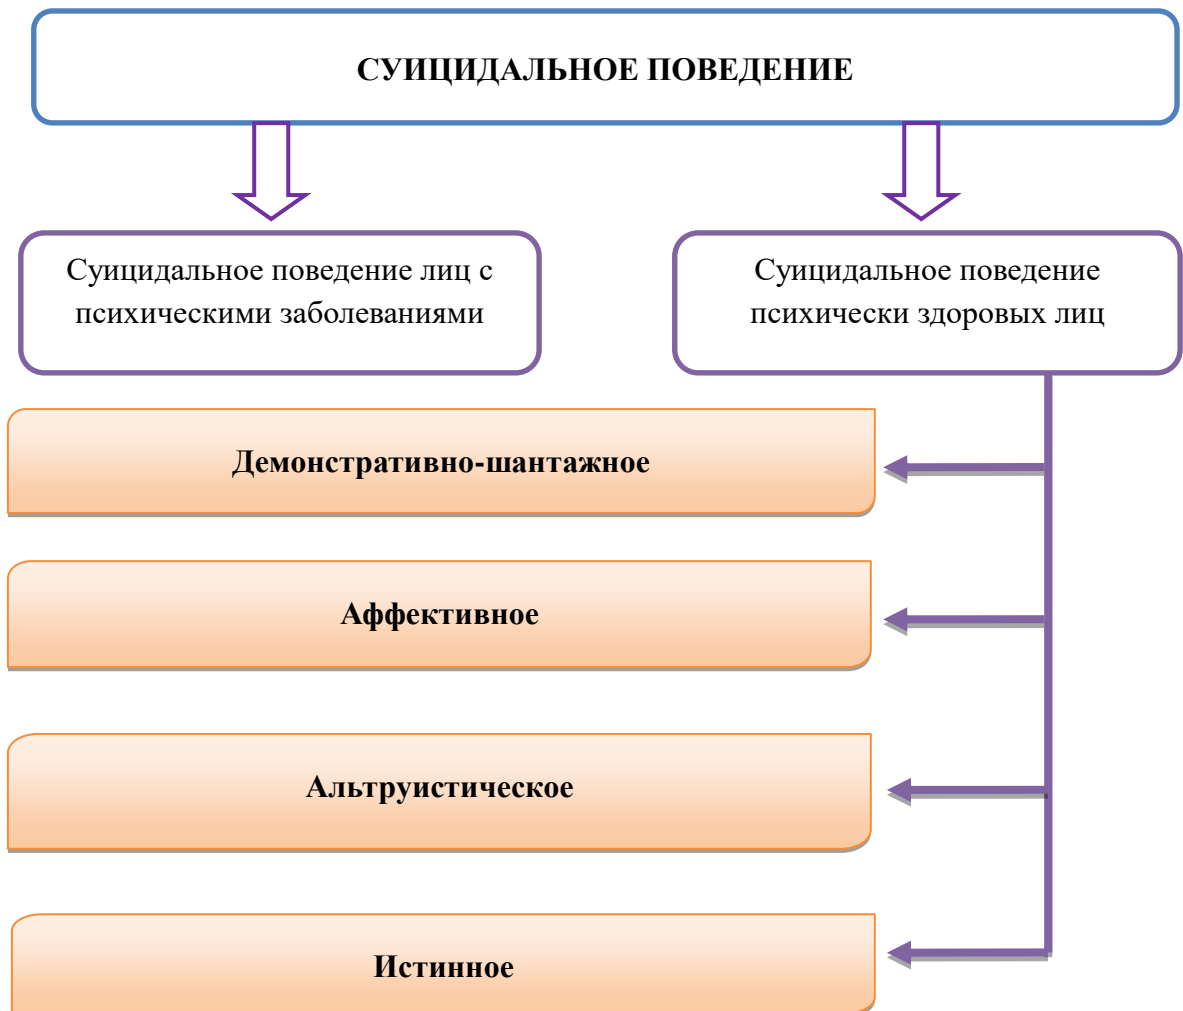 СУИЦИДАЛЬНОЕ ПОВЕДЕНИЕ
Суицидальное поведение лиц с
психическими заболеваниями
Суицидальное поведение
психически здоровых лиц
Демонстративно-шантажное
Аффективное
Альтруистическое
Истинное